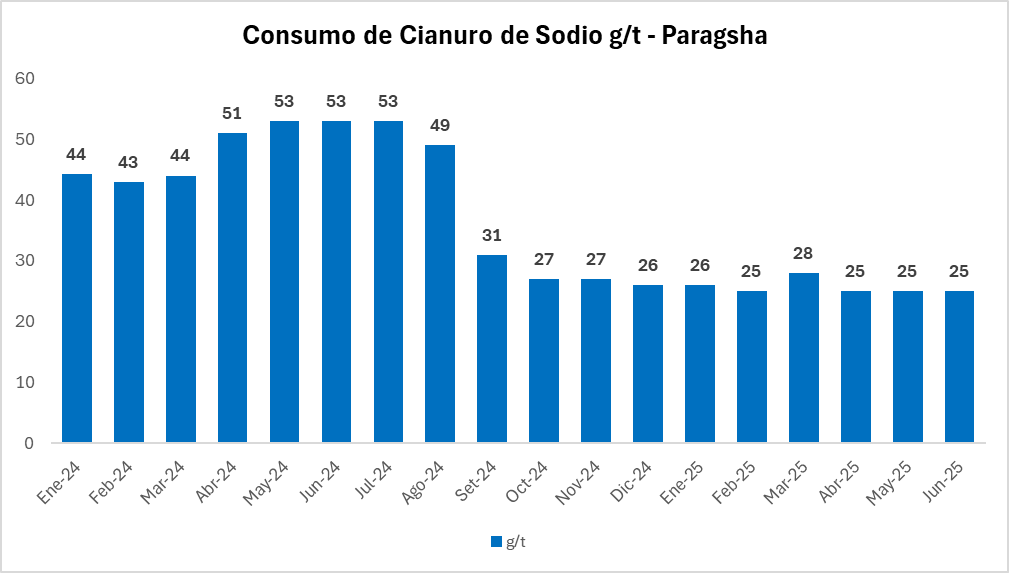 Consumo de Cianuro de Sodio g/t - Paragsha
60
50
40
30
20
10
0
44
43
44
51
53
53
53
49
31
27
27
26
26
25
28
25
25
25
Ene-24
Feb-24
Mar-24
Abr-24
May-24
Jun-24
Jul-24
Ago-24
Set-24
Oct-24
Nov-24
Dic-24
Ene-25
Feb-25
Mar-25
Abr-25
May-25
Jun-25
g/t